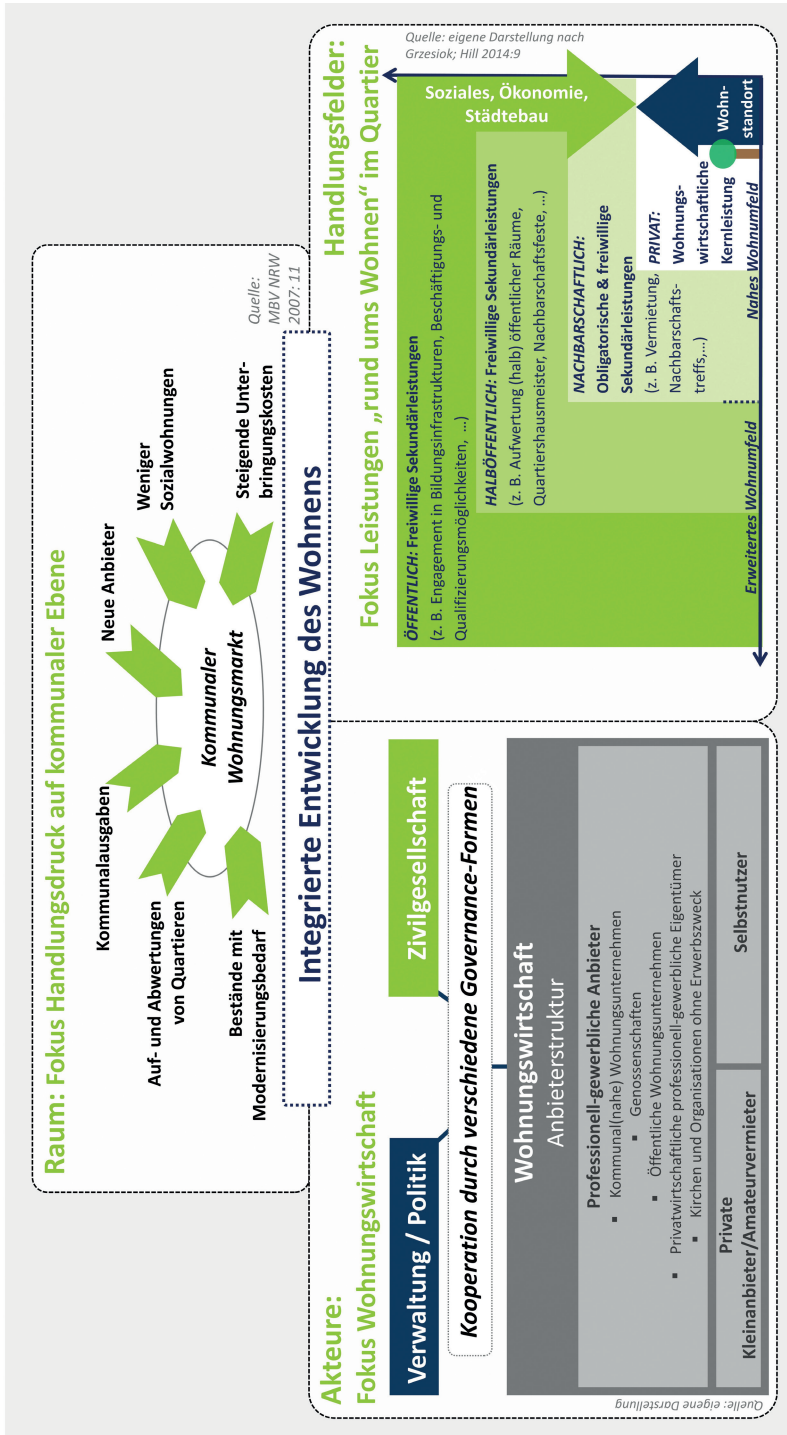 Raum: Fokus Handlungsdruck auf kommunaler Ebene
Kommunalausgaben
Neue Anbieter
Auf- und Abwertungen
von Quartieren
Weniger
Sozialwohnungen
Kommunaler
Wohnungsmarkt
Bestände mit
Modernisierungsbedarf
Steigende Unter-
bringungskosten
Quelle:
MBV NRW
2007: 11
Integrierte Entwicklung des Wohnens
Akteure:
Fokus Wohnungswirtschaft
Verwaltung / Politik
Zivilgesellschaft
Kooperation durch verschiedene Governance-Formen
Wohnungswirtschaft
Anbieterstruktur
Professionell-gewerbliche Anbieter
▪ Kommunal(nahe) Wohnungsunternehmen
▪ Genossenschaften
▪ Öffentliche Wohnungsunternehmen
▪ Privatwirtschaftliche professionell-gewerbliche Eigentümer
▪ Kirchen und Organisationen ohne Erwerbszweck
Private
Kleinanbieter/Amateurvermieter
Selbstnutzer
Quelle: eigene Darstellung
Handlungsfelder:
Fokus Leistungen „rund ums Wohnen“ im Quartier
Quelle: eigene Darstellung nach
Grzesiok; Hill 2014:9
ÖFFENTLICH: Freiwillige Sekundärleistungen
(z. B. Engagement in Bildungsinfrastrukturen, Beschäftigungs- und
Qualifizierungsmöglichkeiten, ...)
Soziales, Ökonomie,
Städtebau
HALBÖFFENTLICH: Freiwillige Sekundärleistungen
(z. B. Aufwertung (halb) öffentlicher Räume,
Quartiershausmeister, Nachbarschaftsfeste, ...)
NACHBARSCHAFTLICH:
Obligatorische & freiwillige
Sekundärleistungen
(z. B. Vermietung,
Nachbarschafts-
treffs,...)
PRIVAT:
Wohnungs-
wirtschaftliche
Kernleistung
Wohn-
standort
Erweitertes Wohnumfeld
Nahes Wohnumfeld